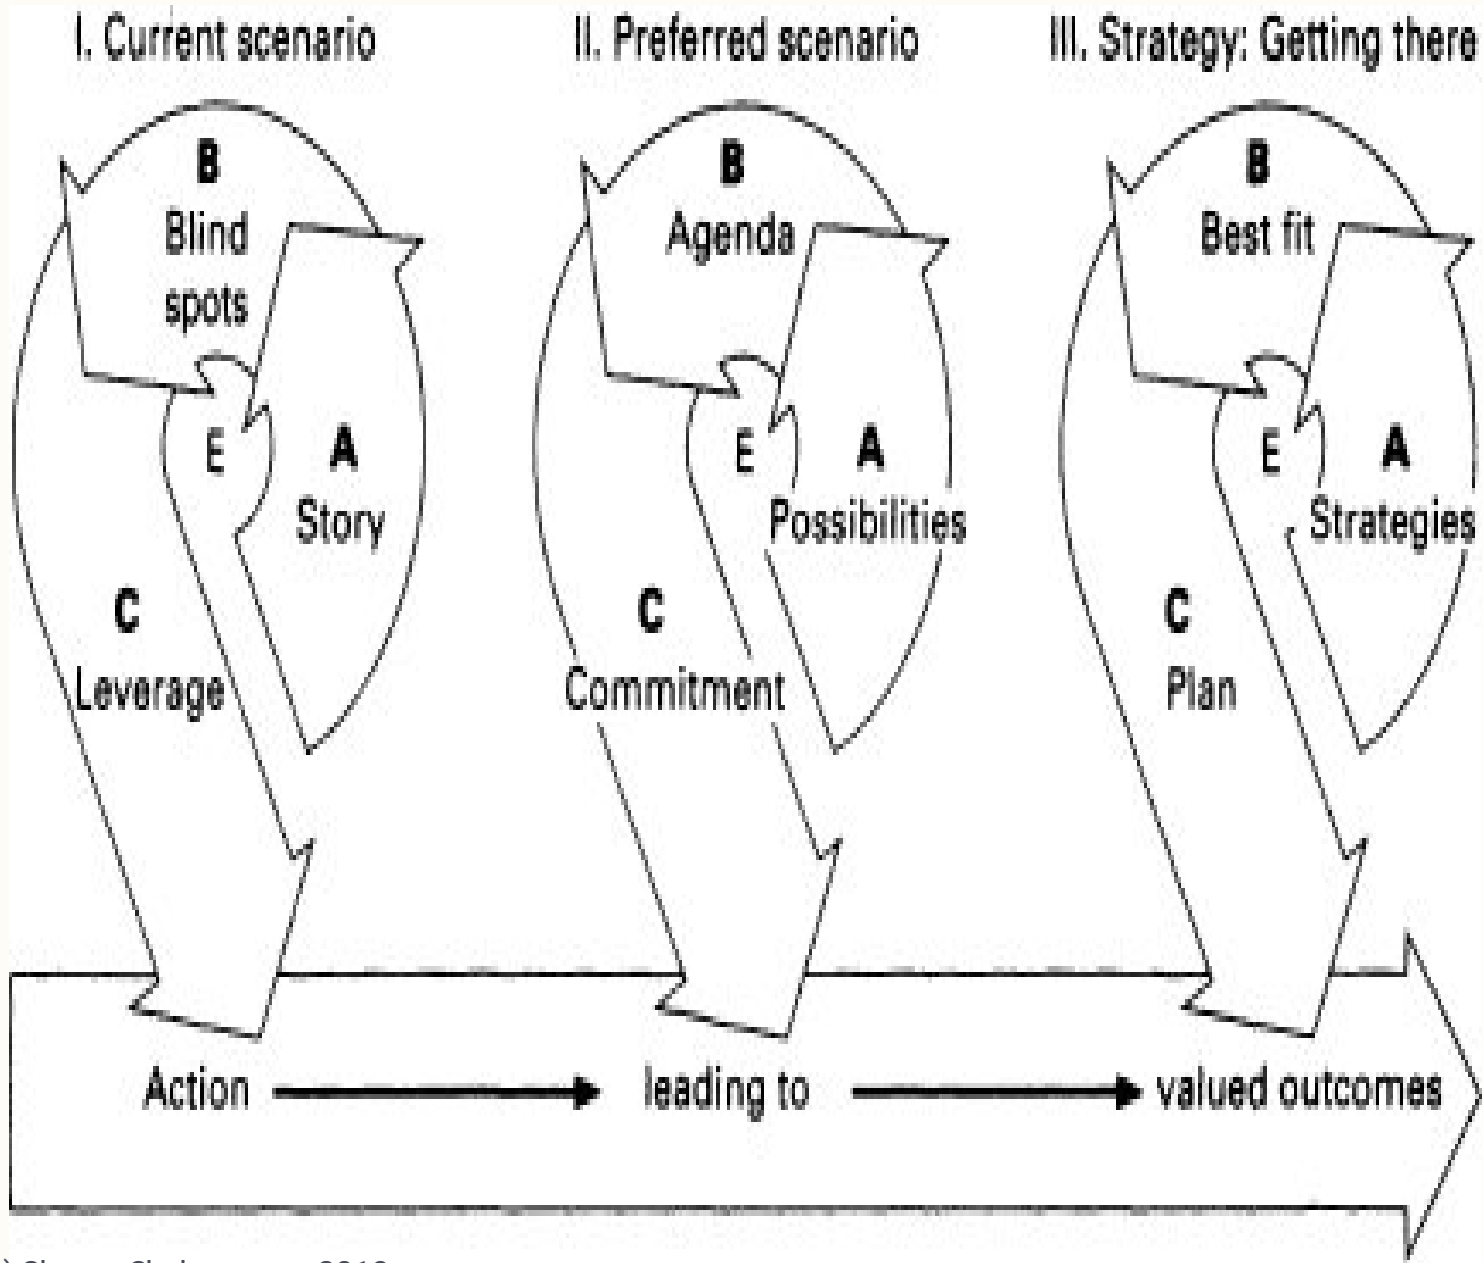 I. Current scenario
II. Preferred scenario
III. Strategy: Getting there
B
Blind
spots
E
A
Story
C
Leverage
B
Agenda
E
A
Possibilities
C
Commitment
B
Best fit
E
A
Strategies
C
Plan
Action
leading to
valued outcomes